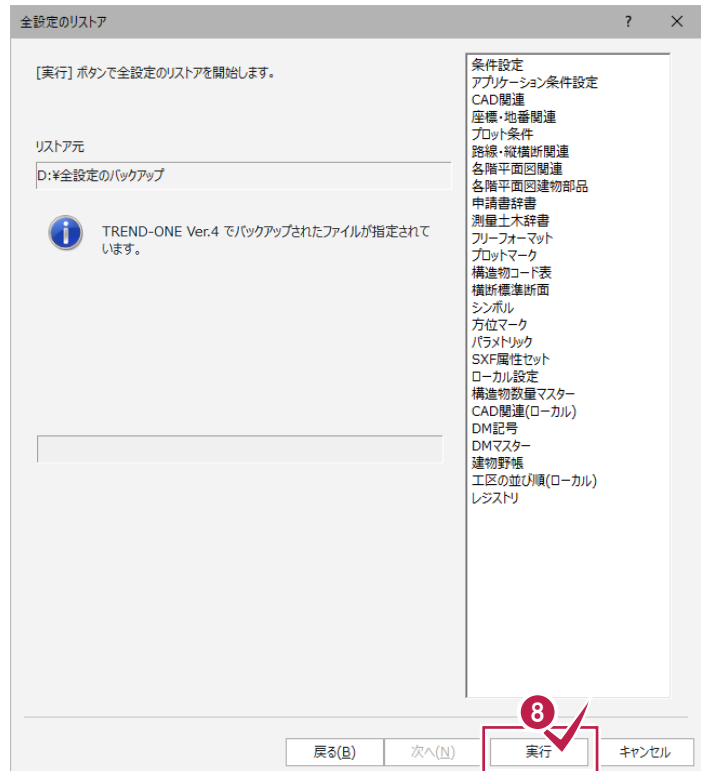 全設定のリストア
? ×
[実行] ボタンで全設定のリストアを開始します。
リストア元
D:¥全設定のバックアップ
TREND-ONE Ver.4 でバックアップされたファイルが指定されて
います。
条件設定
アプリケーション条件設定
CAD関連
座標・地番関連
プロット条件
路線・縦横断関連
各階平面図関連
各階平面図建物部品
申請書辞書
測量土木辞書
フリーフォーマット
プロットマーク
構造物コード表
横断標準断面
シンボル
方位マーク
パラメトリック
SXF属性セット
ローカル設定
構造物数量マスター
CAD関連(ローカル)
DM記号
DMマスター
建物野帳
工区の並び順(ローカル)
レジストリ
8
戻る(B)
次へ(N)
実行
キャンセル